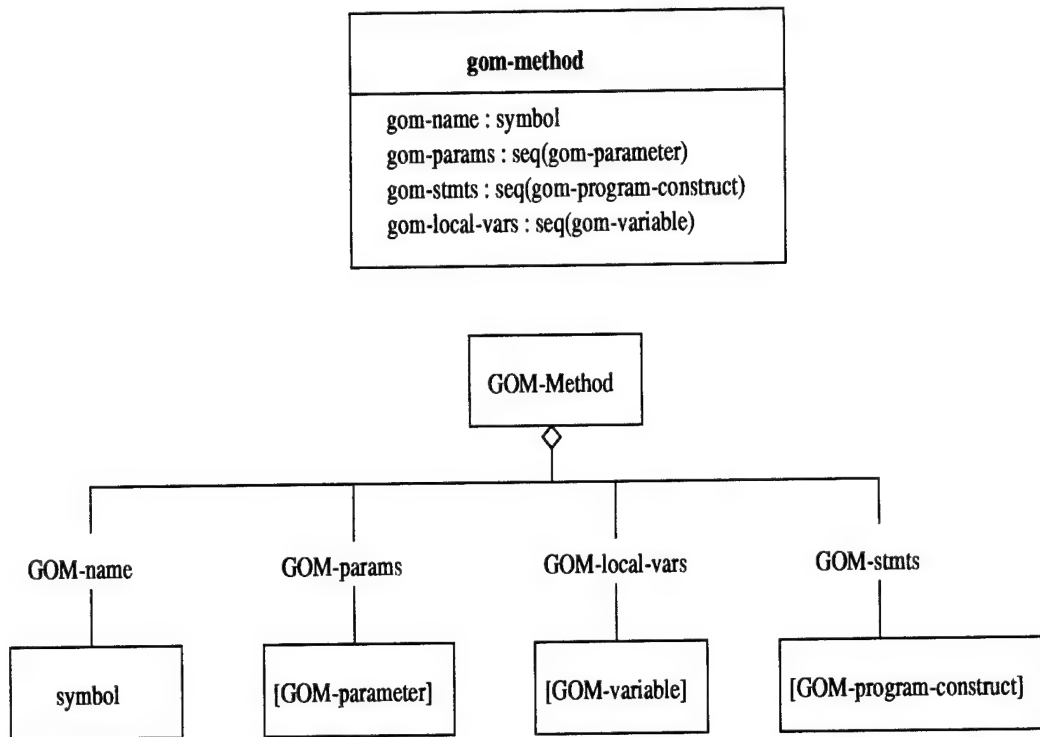 gom-method
gom-name : symbol
gom-params : seq(gom-parameter)
gom-stmts : seq(gom-program-construct)
gom-local-vars : seq(gom-variable)
GOM-Method
GOM-name GOM-params GOM-local-vars GOM-stmts
symbol [GOM-parameter] [GOM-variable] [GOM-program-construct]